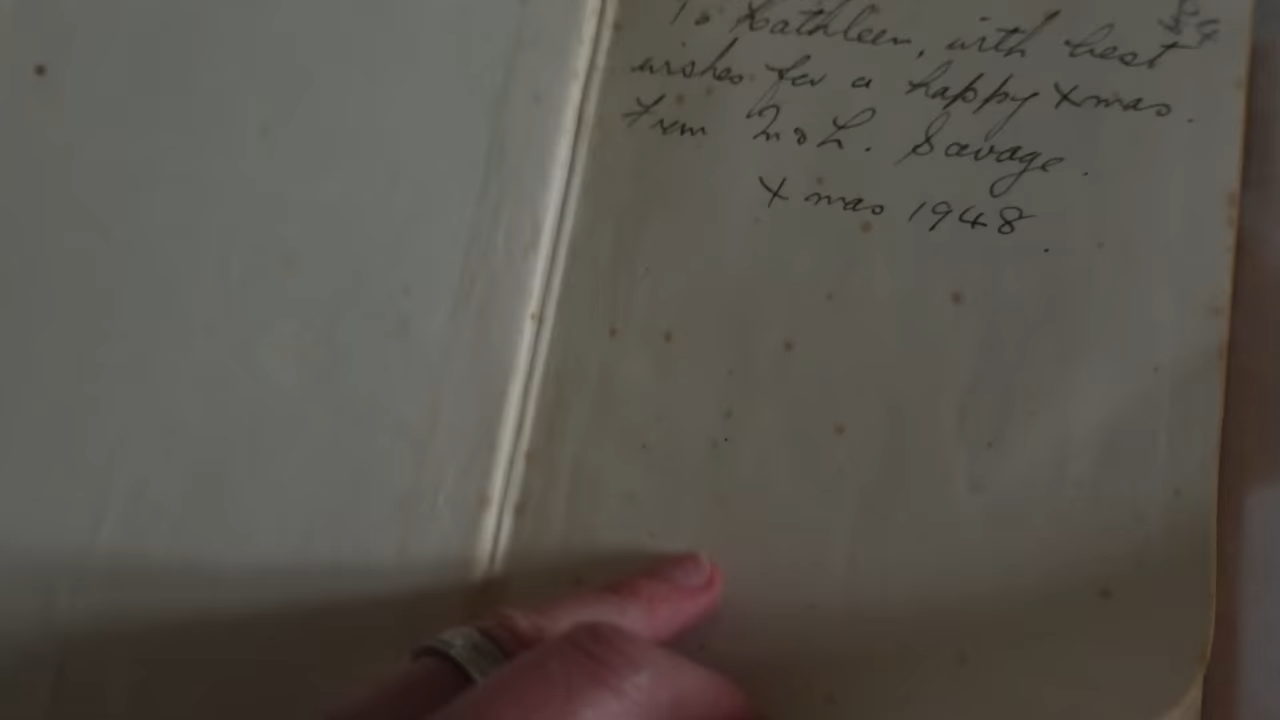 To Kathleen, with best
wishes for a happy Xmas.
From M & L. Savage.
Xmas 1948.